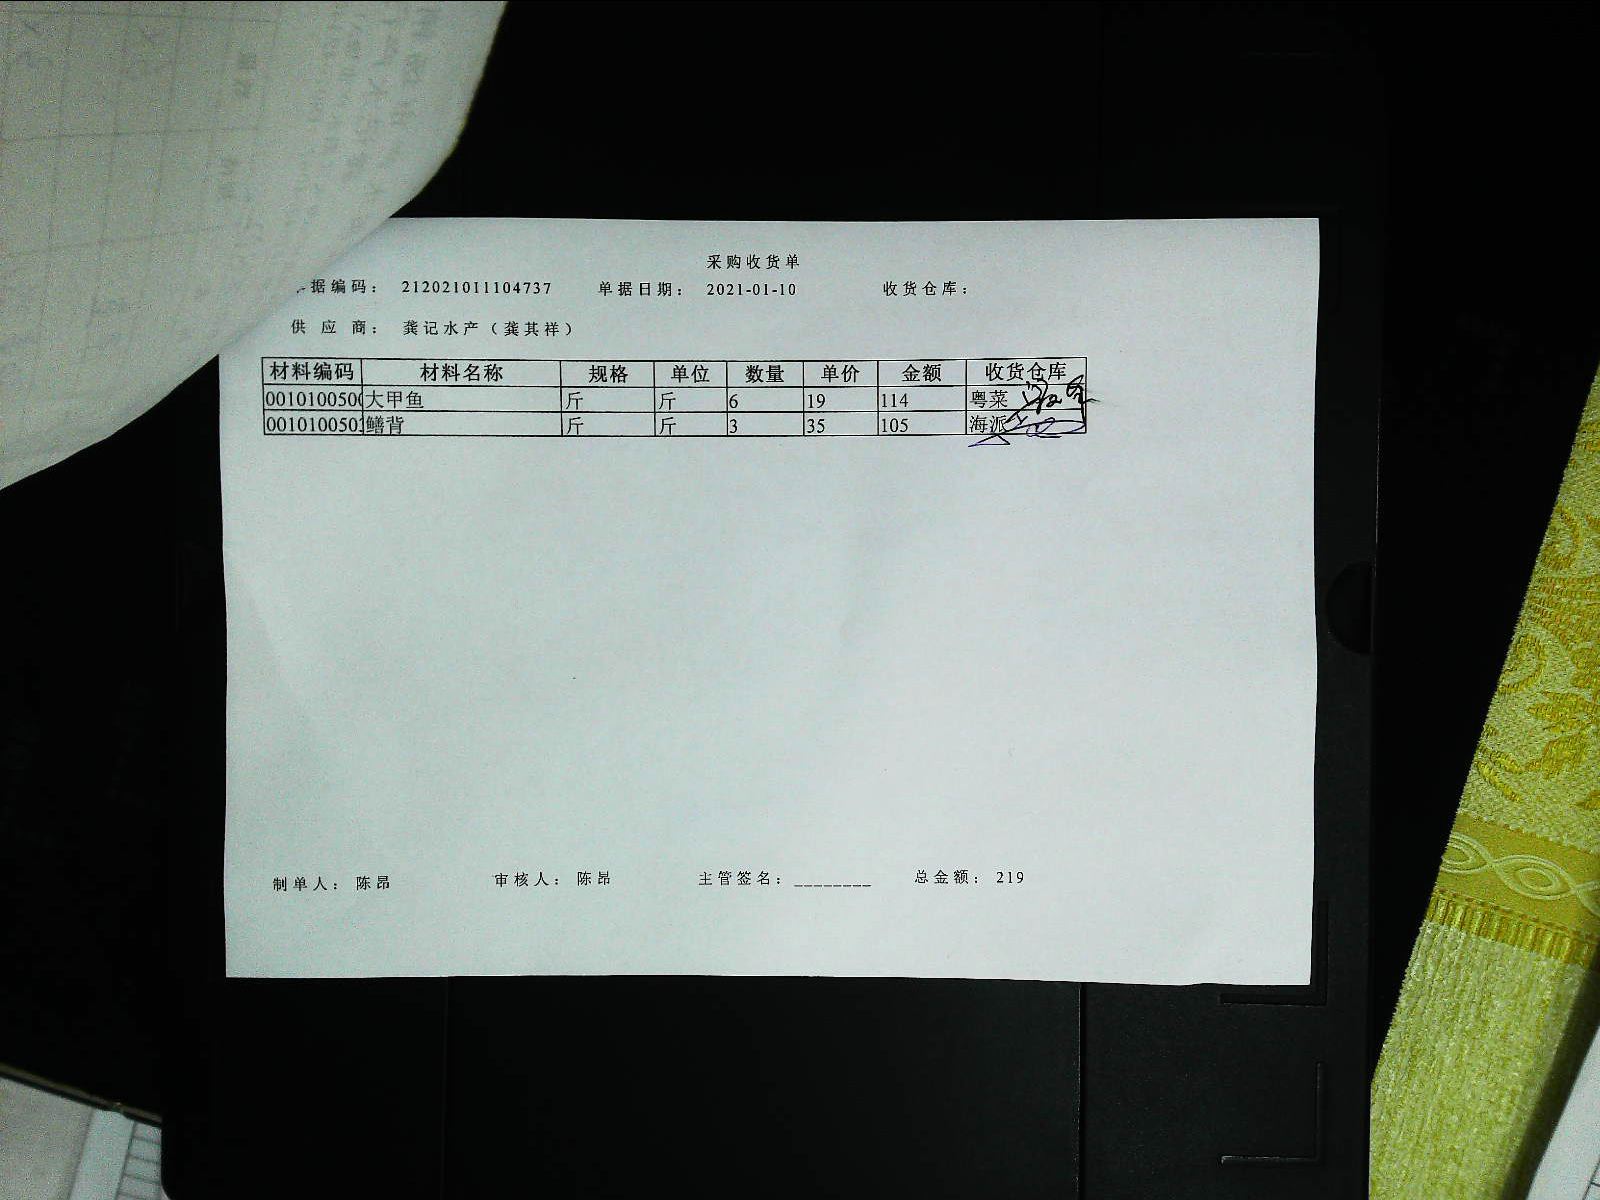 采购收货单
据编码： 212021011104737 单据日期： 2021-01-10 收货仓库：
供应商： 龚记水产（龚其祥）
材料编码 材料名称 规格 单位 数量 单价 金额 收货仓库
0010100500 大甲鱼 斤 斤 6 19 114 粤菜
001010050 鳝背 斤 斤 3 35 105 海派
制单人： 陈昂 审核人： 陈昂 主管签名：________ 总金额： 219